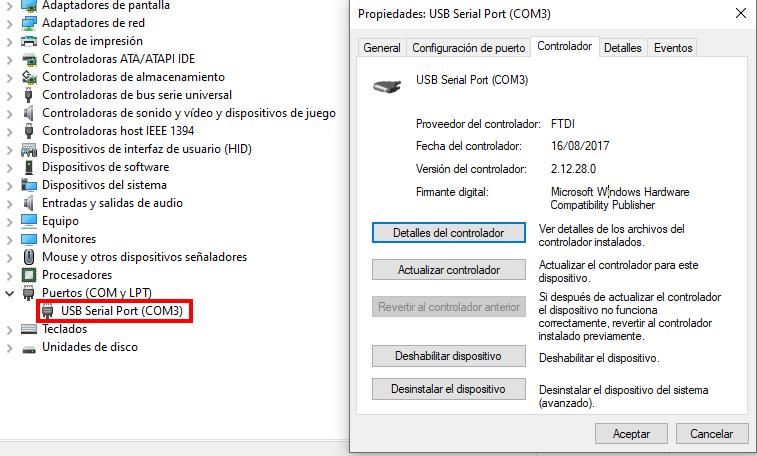 Adaptadores de pantalla
Adaptadores de red
Colas de impresión
Controladoras ATA/ATAPI IDE
Controladoras de almacenamiento
Controladoras de bus serie universal
Controladoras de sonido y vídeo y dispositivos de juego
Controladoras host IEEE 1394
Dispositivos de interfaz de usuario (HID)
Dispositivos de software
Dispositivos del sistema
Entradas y salidas de audio
Equipo
Monitores
Mouse y otros dispositivos señaladores
Procesadores
Puertos (COM y LPT)
USB Serial Port (COM3)
Teclados
Unidades de disco
Propiedades: USB Serial Port (COM3)
General Configuración de puerto Controlador Detalles Eventos
USB Serial Port (COM3)
Proveedor del controlador: FTDI
Fecha del controlador: 16/08/2017
Versión del controlador: 2.12.28.0
Firmante digital: Microsoft Windows Hardware
Compatibility Publisher
Detalles del controlador
Ver detalles de los archivos del
controlador instalados.
Actualizar controlador
Actualizar el controlador para este
dispositivo.
Revertir al controlador anterior
Si después de actualizar el controlador
el dispositivo no funciona
correctamente, revertir al controlador
instalado previamente.
Deshabilitar dispositivo
Deshabilitar el dispositivo.
Desinstalar el dispositivo
Desinstalar el dispositivo del sistema
(avanzado).
Aceptar Cancelar